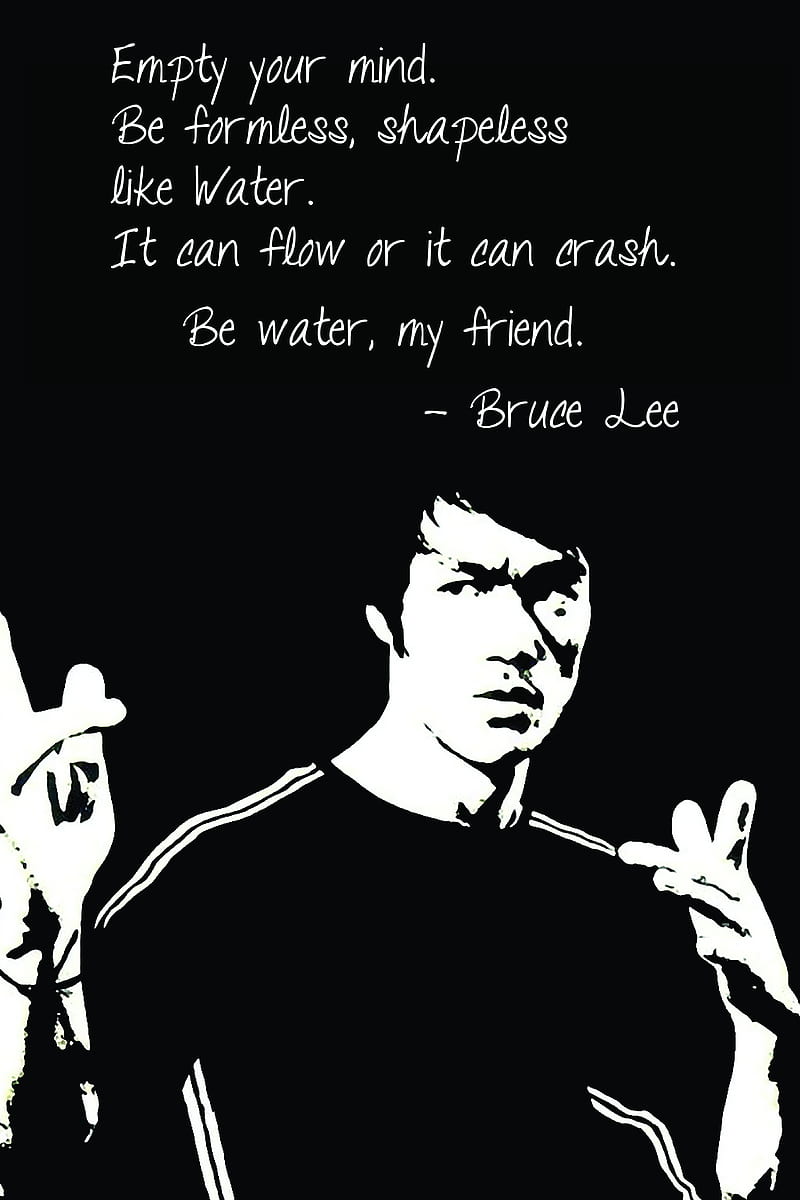 Empty your mind.
Be formless, shapeless
like Water.
It can flow or it can crash.
Be water, my friend.
- Bruce Lee